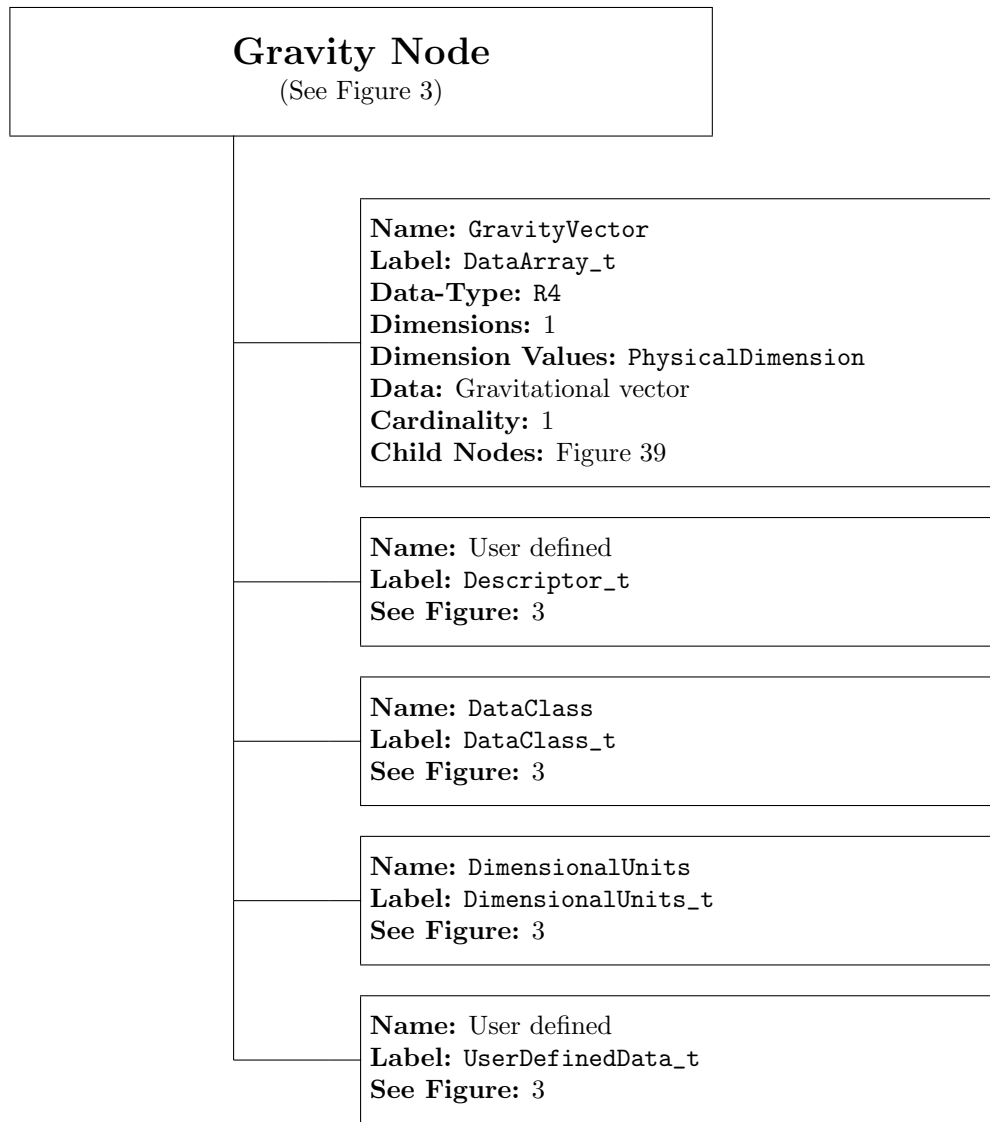 Gravity Node
(See Figure 3)
Name: GravityVector
Label: DataArray_t
Data-Type: R4
Dimensions: 1
Dimension Values: PhysicalDimension
Data: Gravitational vector
Cardinality: 1
Child Nodes: Figure 39
Name: User defined
Label: Descriptor_t
See Figure: 3
Name: DataClass
Label: DataClass_t
See Figure: 3
Name: DimensionalUnits
Label: DimensionalUnits_t
See Figure: 3
Name: User defined
Label: UserDefinedData_t
See Figure: 3